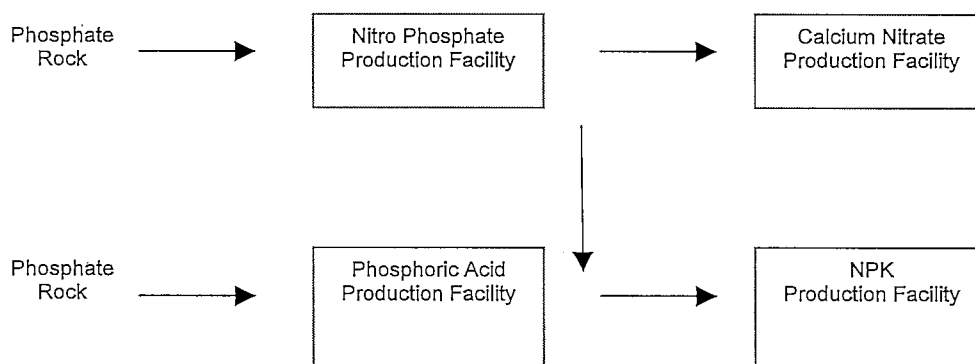 Phosphate
Rock
Nitro Phosphate
Production Facility
Calcium Nitrate
Production Facility
Phosphate
Rock
Phosphoric Acid
Production Facility
NPK
Production Facility